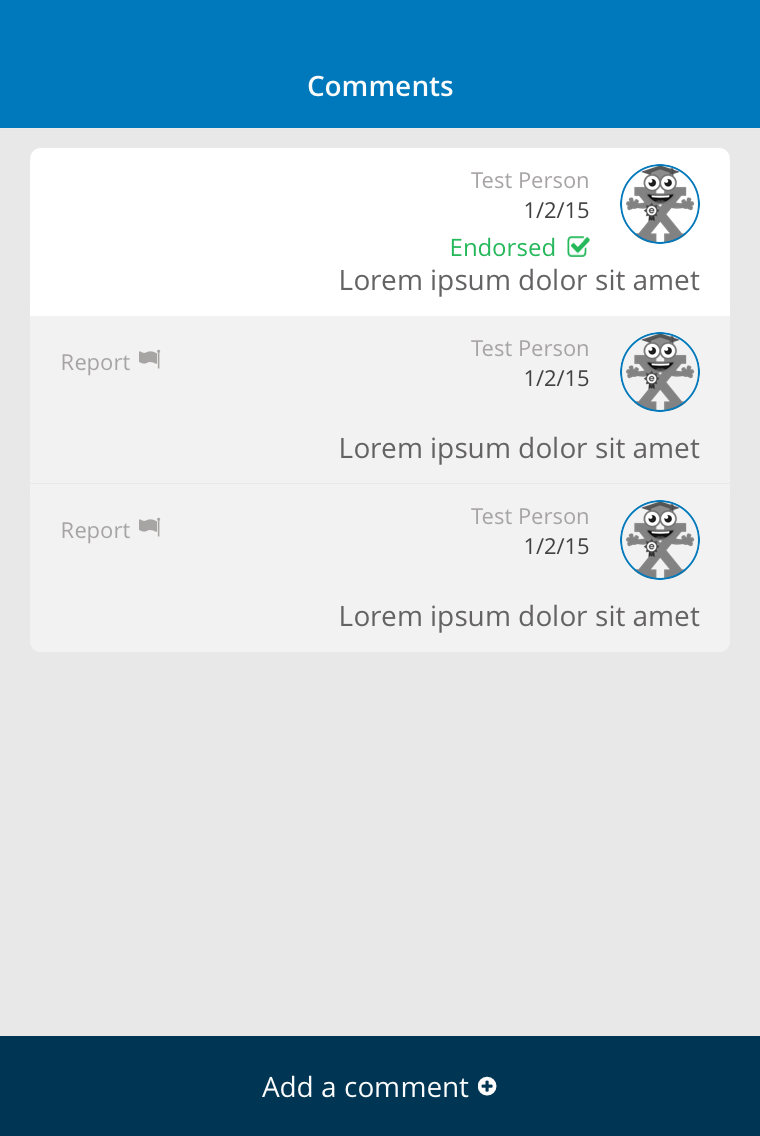 Comments
Test Person
1/2/15
Endorsed
Lorem ipsum dolor sit amet
Report
Test Person
1/2/15
Lorem ipsum dolor sit amet
Report
Test Person
1/2/15
Lorem ipsum dolor sit amet
Add a comment